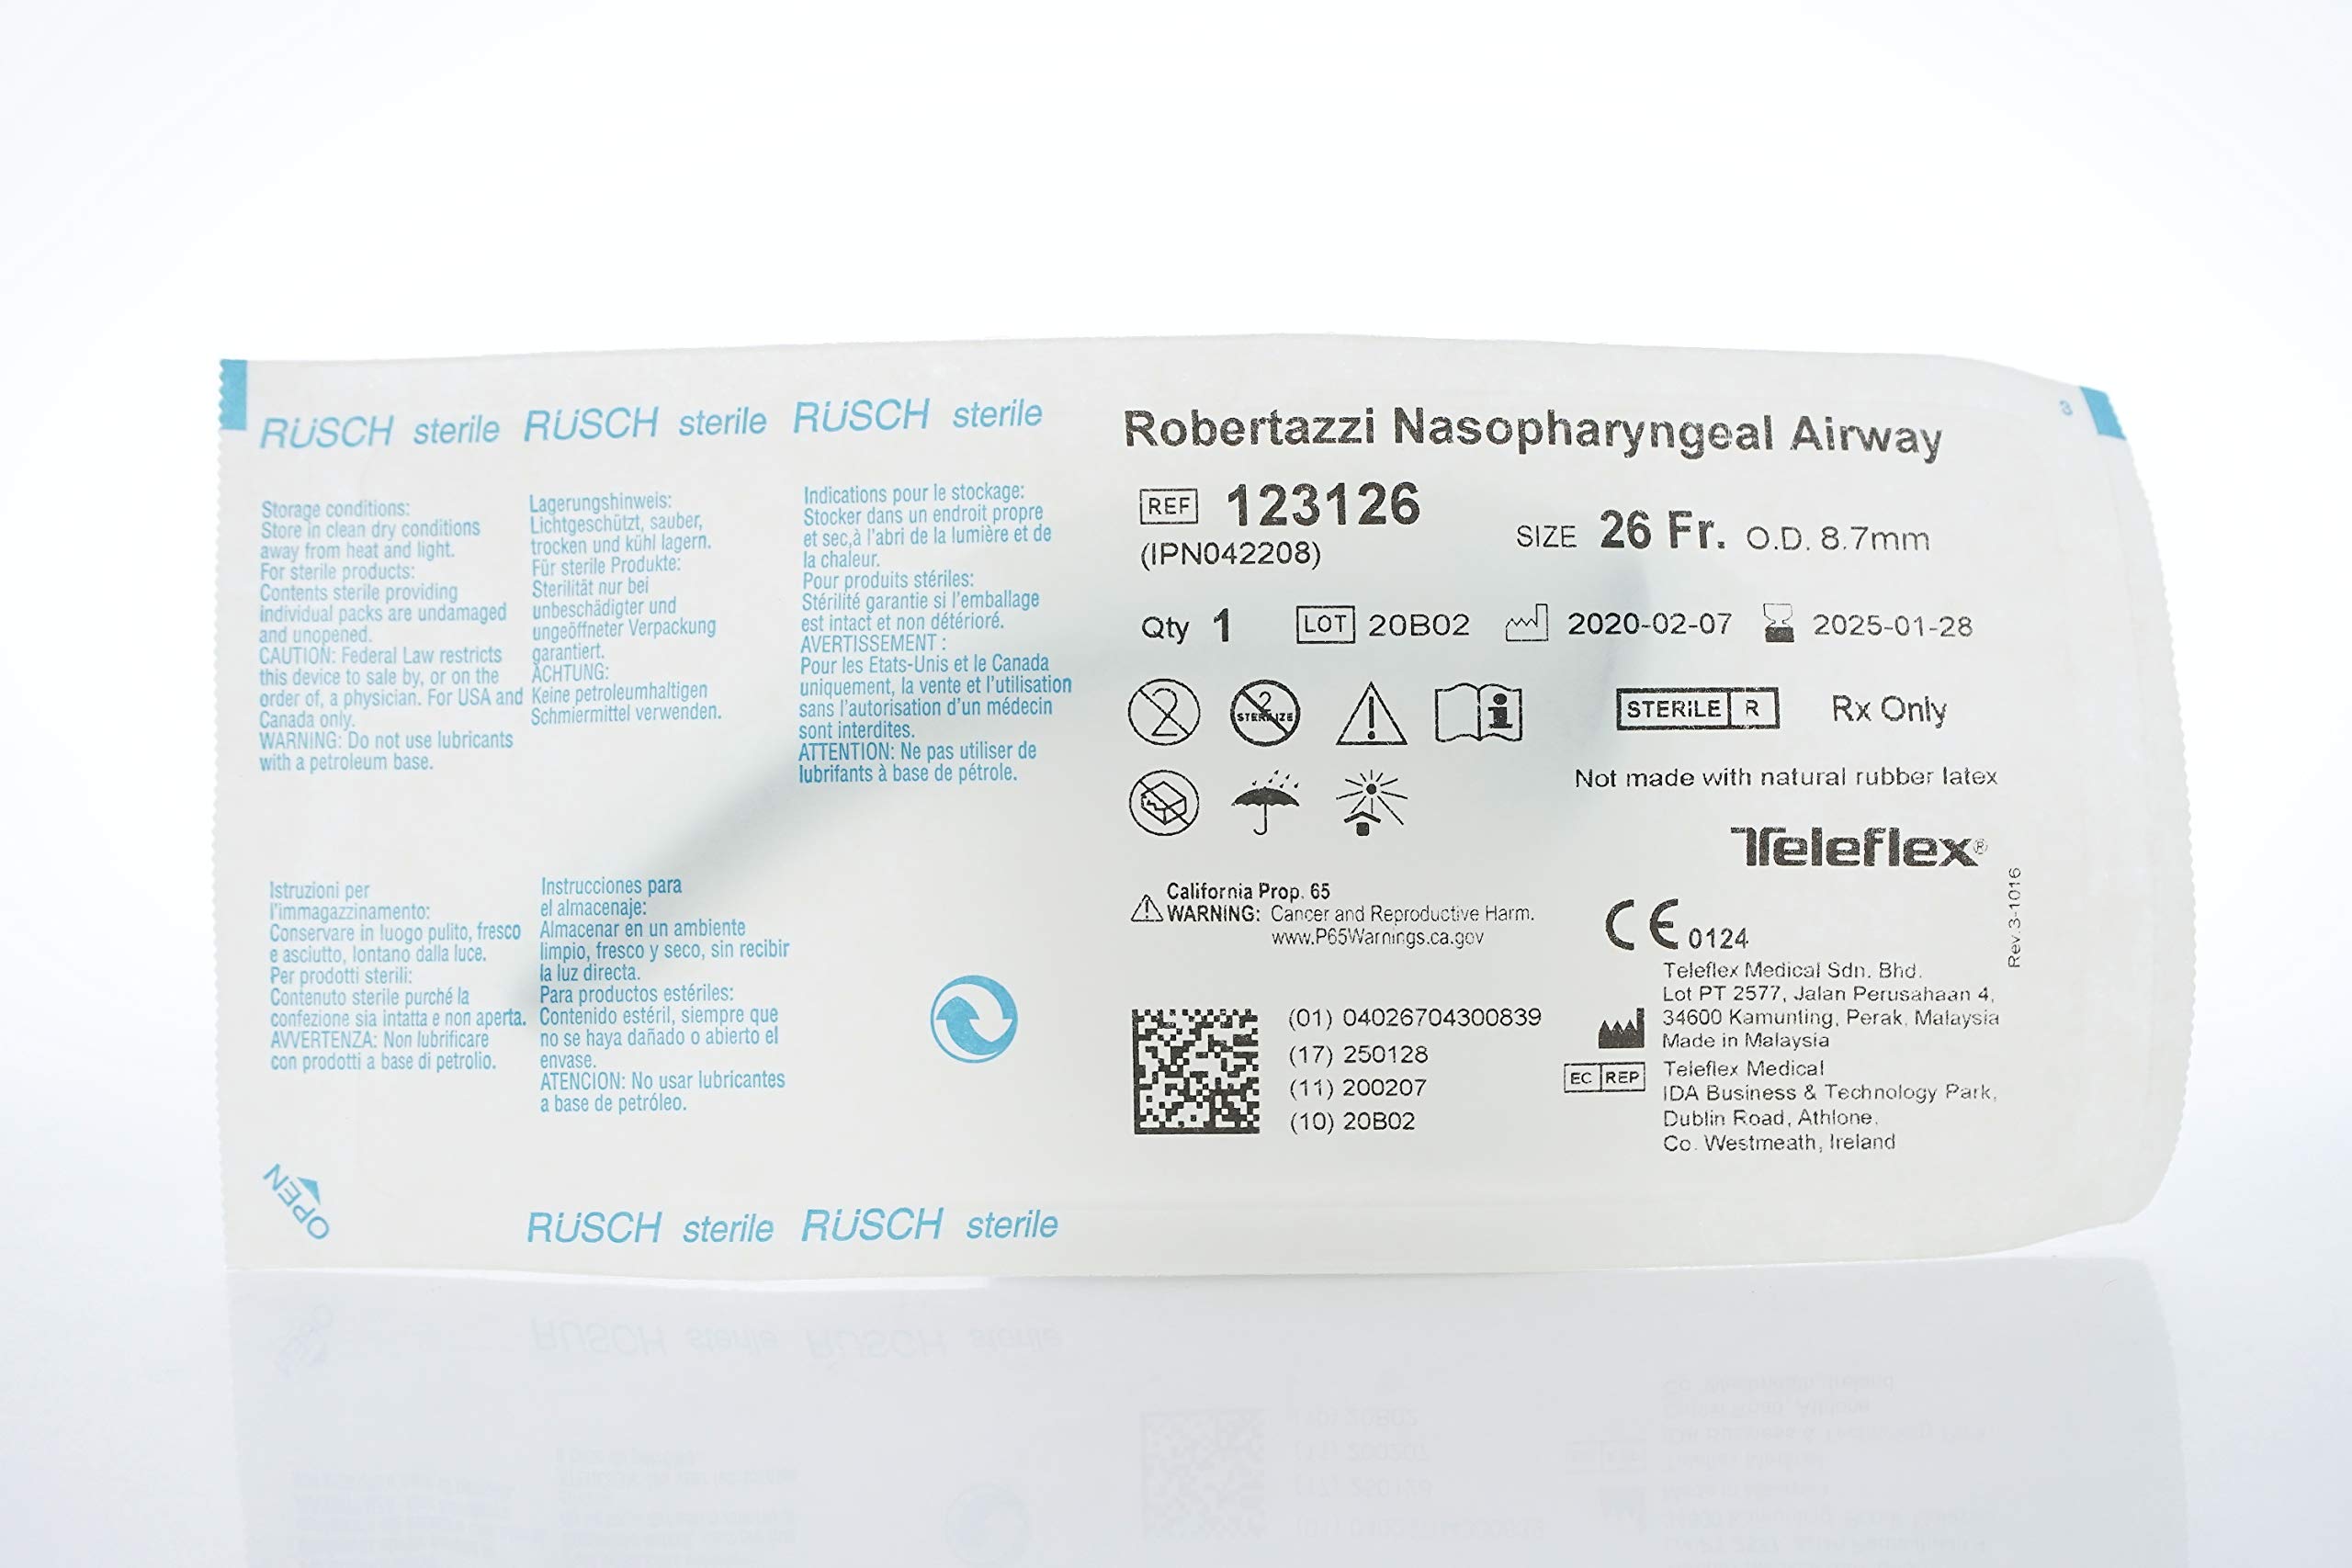 RÜSCH sterile RÜSCH sterile RÜSCH sterile
Storage conditions:
Store in clean dry conditions
away from heat and light.
For sterile products:
Contents sterile providing
individual packs are undamaged
and unopened.
CAUTION: Federal Law restricts
this device to sale by, or on the
order of, a physician. For USA and
Canada only.
WARNING: Do not use lubricants
with a petroleum base.
Lagerungshinweis:
Lichtgeschützt, sauber,
trocken und kühl lagern.
Für sterile Produkte:
Sterilität nur bei
unbeschädigter und
ungeöffneter Verpackung
garantiert.
ACHTUNG:
Keine petroleumhaltigen
Schmiermittel verwenden.
Indications pour le stockage:
Stocker dans un endroit propre
et sec,à l'abri de la lumière et de
la chaleur.
Pour produits stériles:
Stérilité garantie si l'emballage
est intact et non détérioré.
AVERTISSEMENT :
Pour les Etats-Unis et le Canada
uniquement, la vente et l'utilisation
sans l'autorisation d'un médecin
sont interdites.
ATTENTION: Ne pas utiliser de
lubrifants à base de pétrole.
Istruzioni per
l'immagazzinamento:
Conservare in luogo pulito, fresco
e asciutto, lontano dalla luce.
Per prodotti sterili:
Contenuto sterile purché la
confezione sia intatta e non aperta.
AVVERTENZA: Non lubrificare
con prodotti a base di petrolio.
Instrucciones para
el almacenaje:
Almacenar en un ambiente
limpio, fresco y seco, sin recibir
la luz directa.
Para productos estériles:
Contenido estéril, siempre que
no se haya dañado o abierto el
envase.
ATENCION: No usar lubricantes
a base de petróleo.
OPEN
RÜSCH sterile RÜSCH sterile
3
Robertazzi Nasopharyngeal Airway
REF 123126
(IPN042208)
SIZE 26 Fr. O.D. 8.7mm
Qty 1 LOT 20B02 2020-02-07 2025-01-28
2 2 STERILIZE i STERILE R Rx Only
Not made with natural rubber latex
Teleflex®
California Prop. 65
WARNING: Cancer and Reproductive Harm.
www.P65Warnings.ca.gov
CE 0124
Rev.3-1016
(01) 04026704300839
(17) 250128
(11) 200207
(10) 20B02
Teleflex Medical Sdn. Bhd.
Lot PT 2577, Jalan Perusahaan 4,
34600 Kamunting, Perak, Malaysia
Made in Malaysia
EC REP
Teleflex Medical
IDA Business & Technology Park,
Dublin Road, Athlone,
Co. Westmeath, Ireland